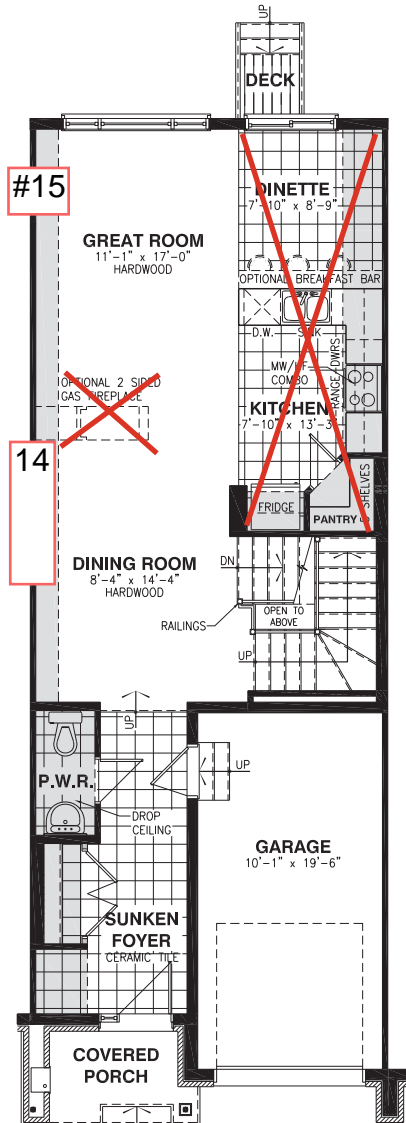 UP
DECK
#15
DINETTE
7'-10" x 8'-9"
GREAT ROOM
11'-1" x 17'-0"
HARDWOOD
OPTIONAL BREAKFAST BAR
D.W.
SINK
MW/HF
COMBO
RANGE/DWRS
OPTIONAL 2 SIDED
GAS FIREPLACE
KITCHEN
7'-10" x 13'-3"
14
FRIDGE
PANTRY
SHELVES
DINING ROOM
8'-4" x 14'-4"
HARDWOOD
DN
OPEN TO
ABOVE
RAILINGS
UP
UP
P.W.R.
UP
DROP
CEILING
GARAGE
10'-1" x 19'-6"
SUNKEN
FOYER
CERAMIC TILE
COVERED
PORCH